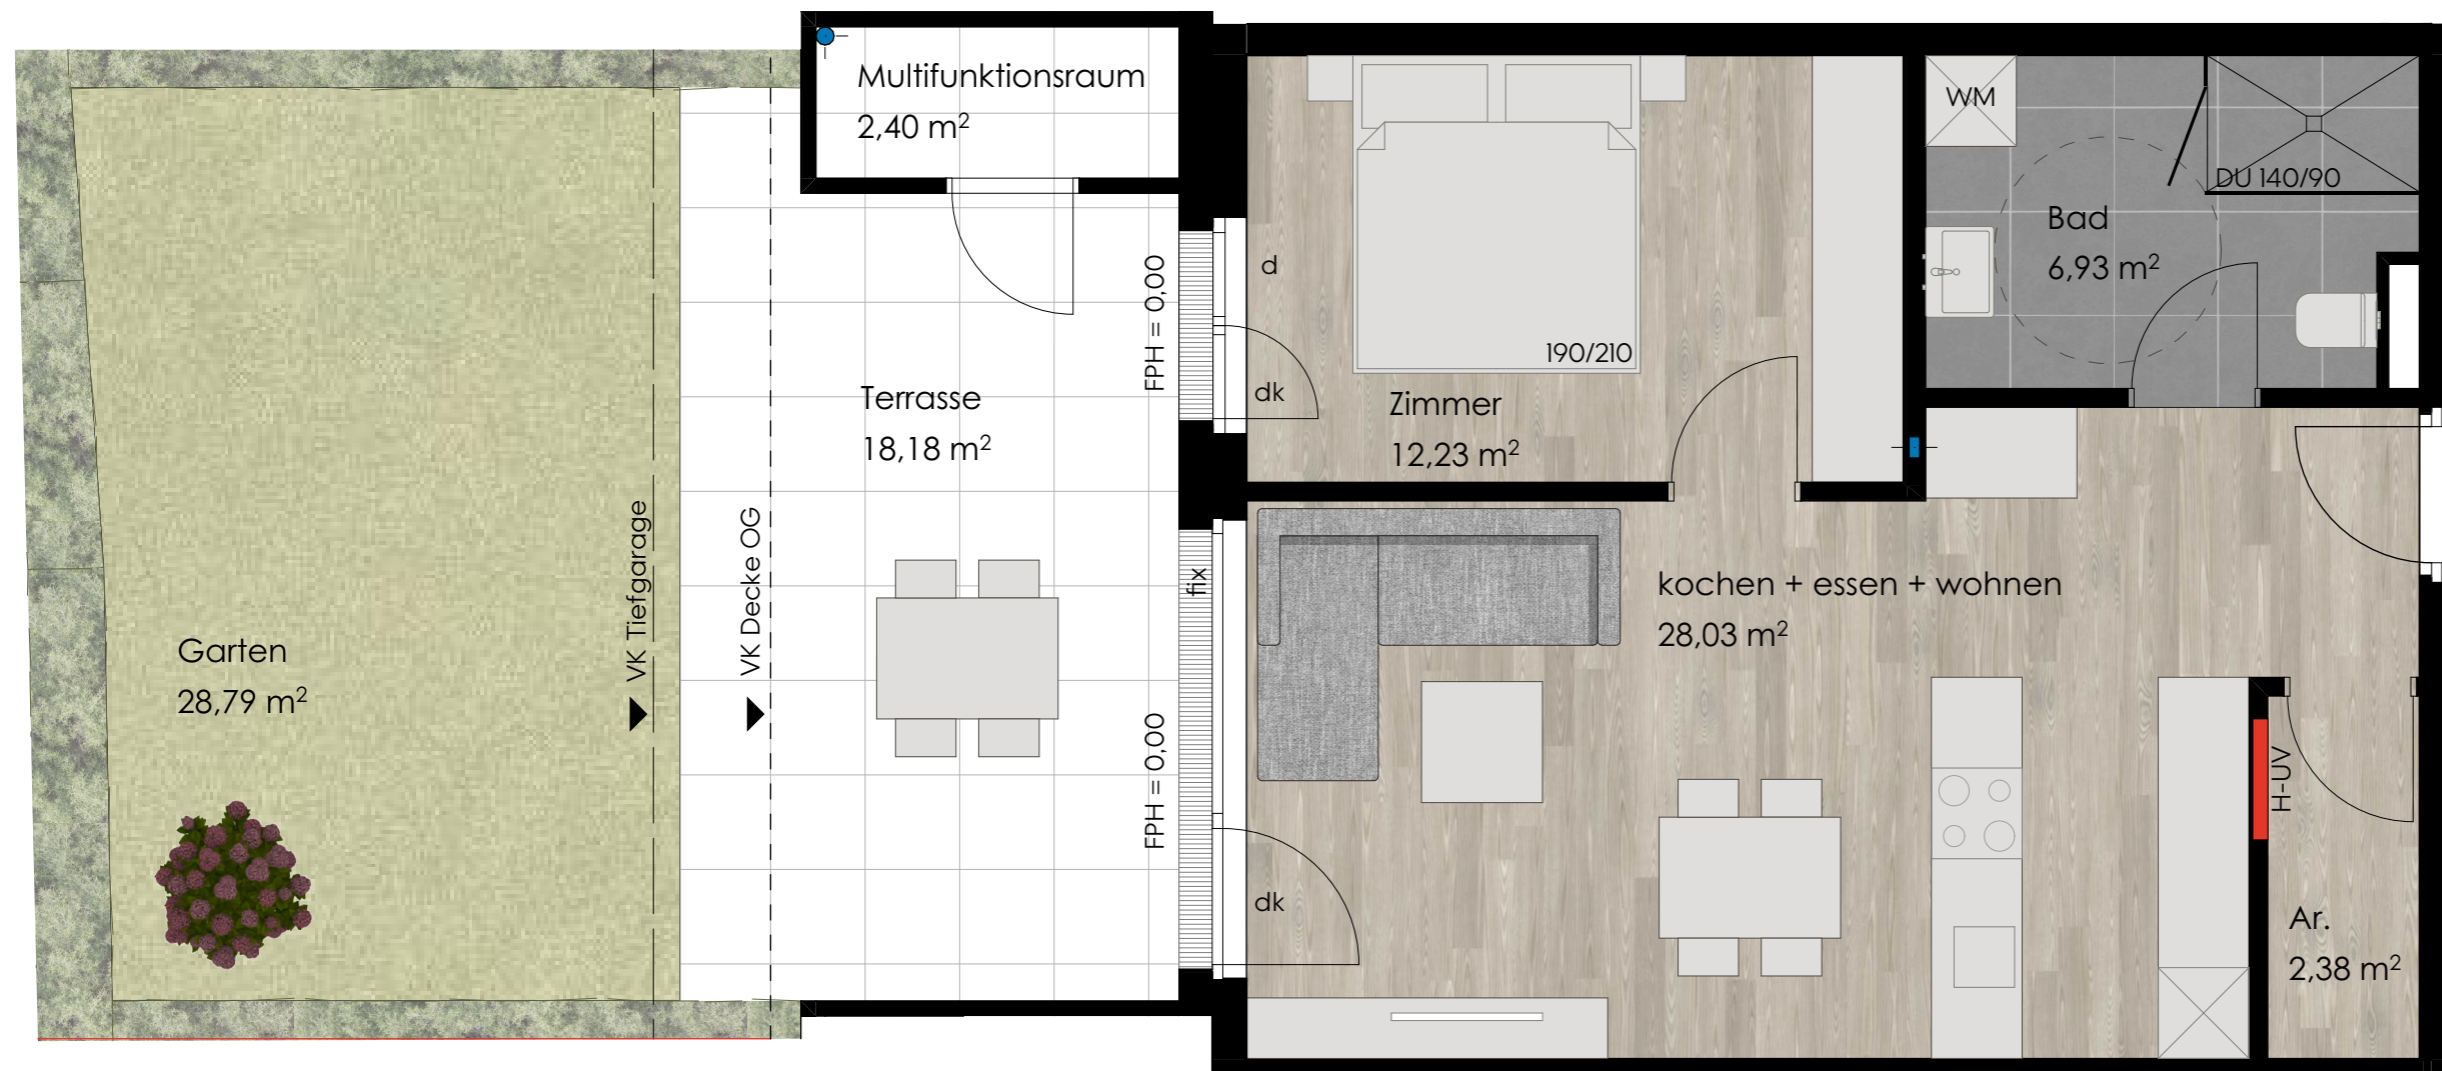 Multifunktionsraum
2,40 m²
WM
DU 140/90
Bad
6,93 m²
d
FPH = 0,00
190/210
dk
Terrasse
18,18 m²
Zimmer
12,23 m²
VK Tiefgarage
VK Decke OG
fix
kochen + essen + wohnen
28,03 m²
Garten
28,79 m²
FPH = 0,00
H-UV
dk
Ar.
2,38 m²